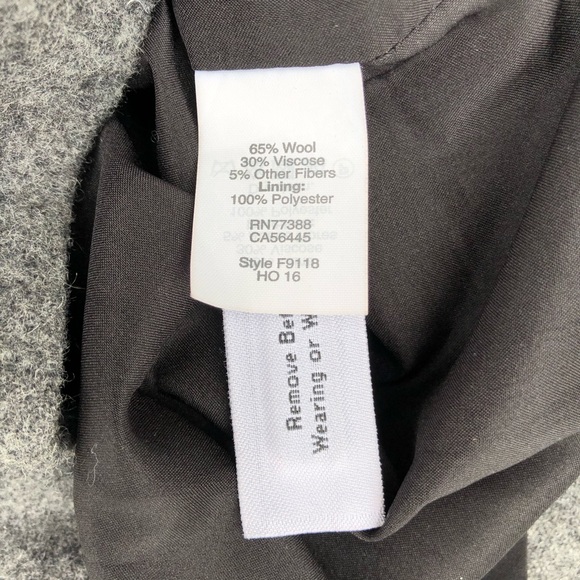 65% Wool
30% Viscose
5% Other Fibers
Lining:
100% Polyester
RN77388
CA56445
Style F9118
HO 16
Remove Bef
Wearing or W